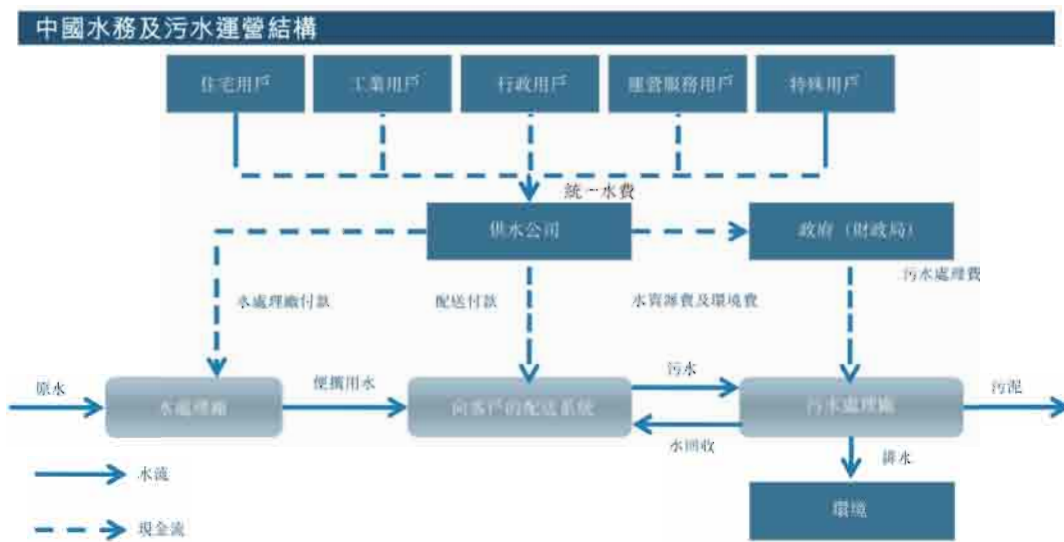 中國水務及污水運營結構
住宅用戶
工業用戶
行政用戶
運營服務用戶
特殊用戶
統一水費
供水公司
政府（財政局）
污水處理費
水處理廠付款
配送付款
水資源費及環境費
原水
水處理廠
便攜用水
向客戶的配送系統
污水
水回收
污水處理廠
污泥
排水
水流
環境
現金流